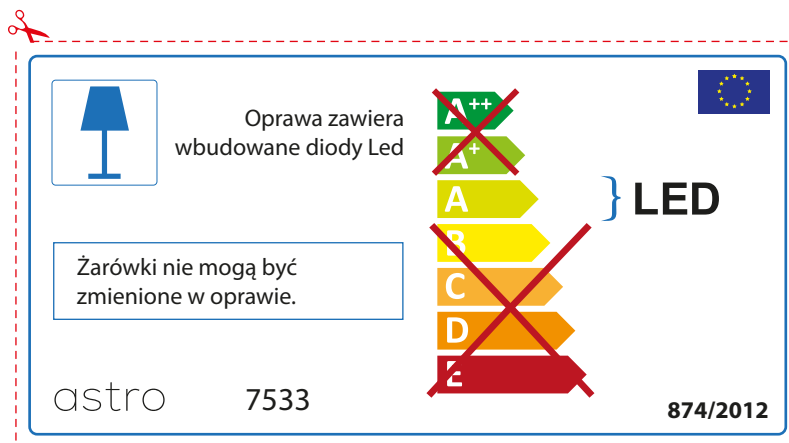 Oprawa zawiera
wbudowane diody Led
A++
A+
A
B
C
D
E
LED
Żarówki nie mogą być
zmienione w oprawie.
astro
7533
874/2012